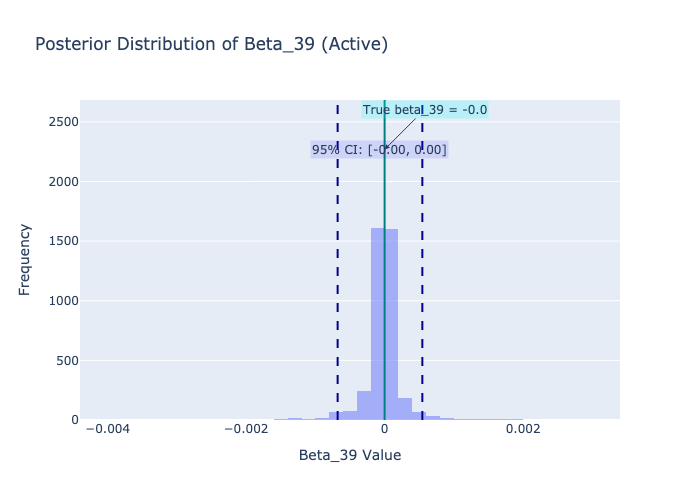 Posterior Distribution of Beta_39 (Active)
True beta_39 = -0.0
95% CI: [-0.00, 0.00]
2500
2000
1500
1000
500
0
Frequency
−0.004
−0.002
0
0.002
Beta_39 Value